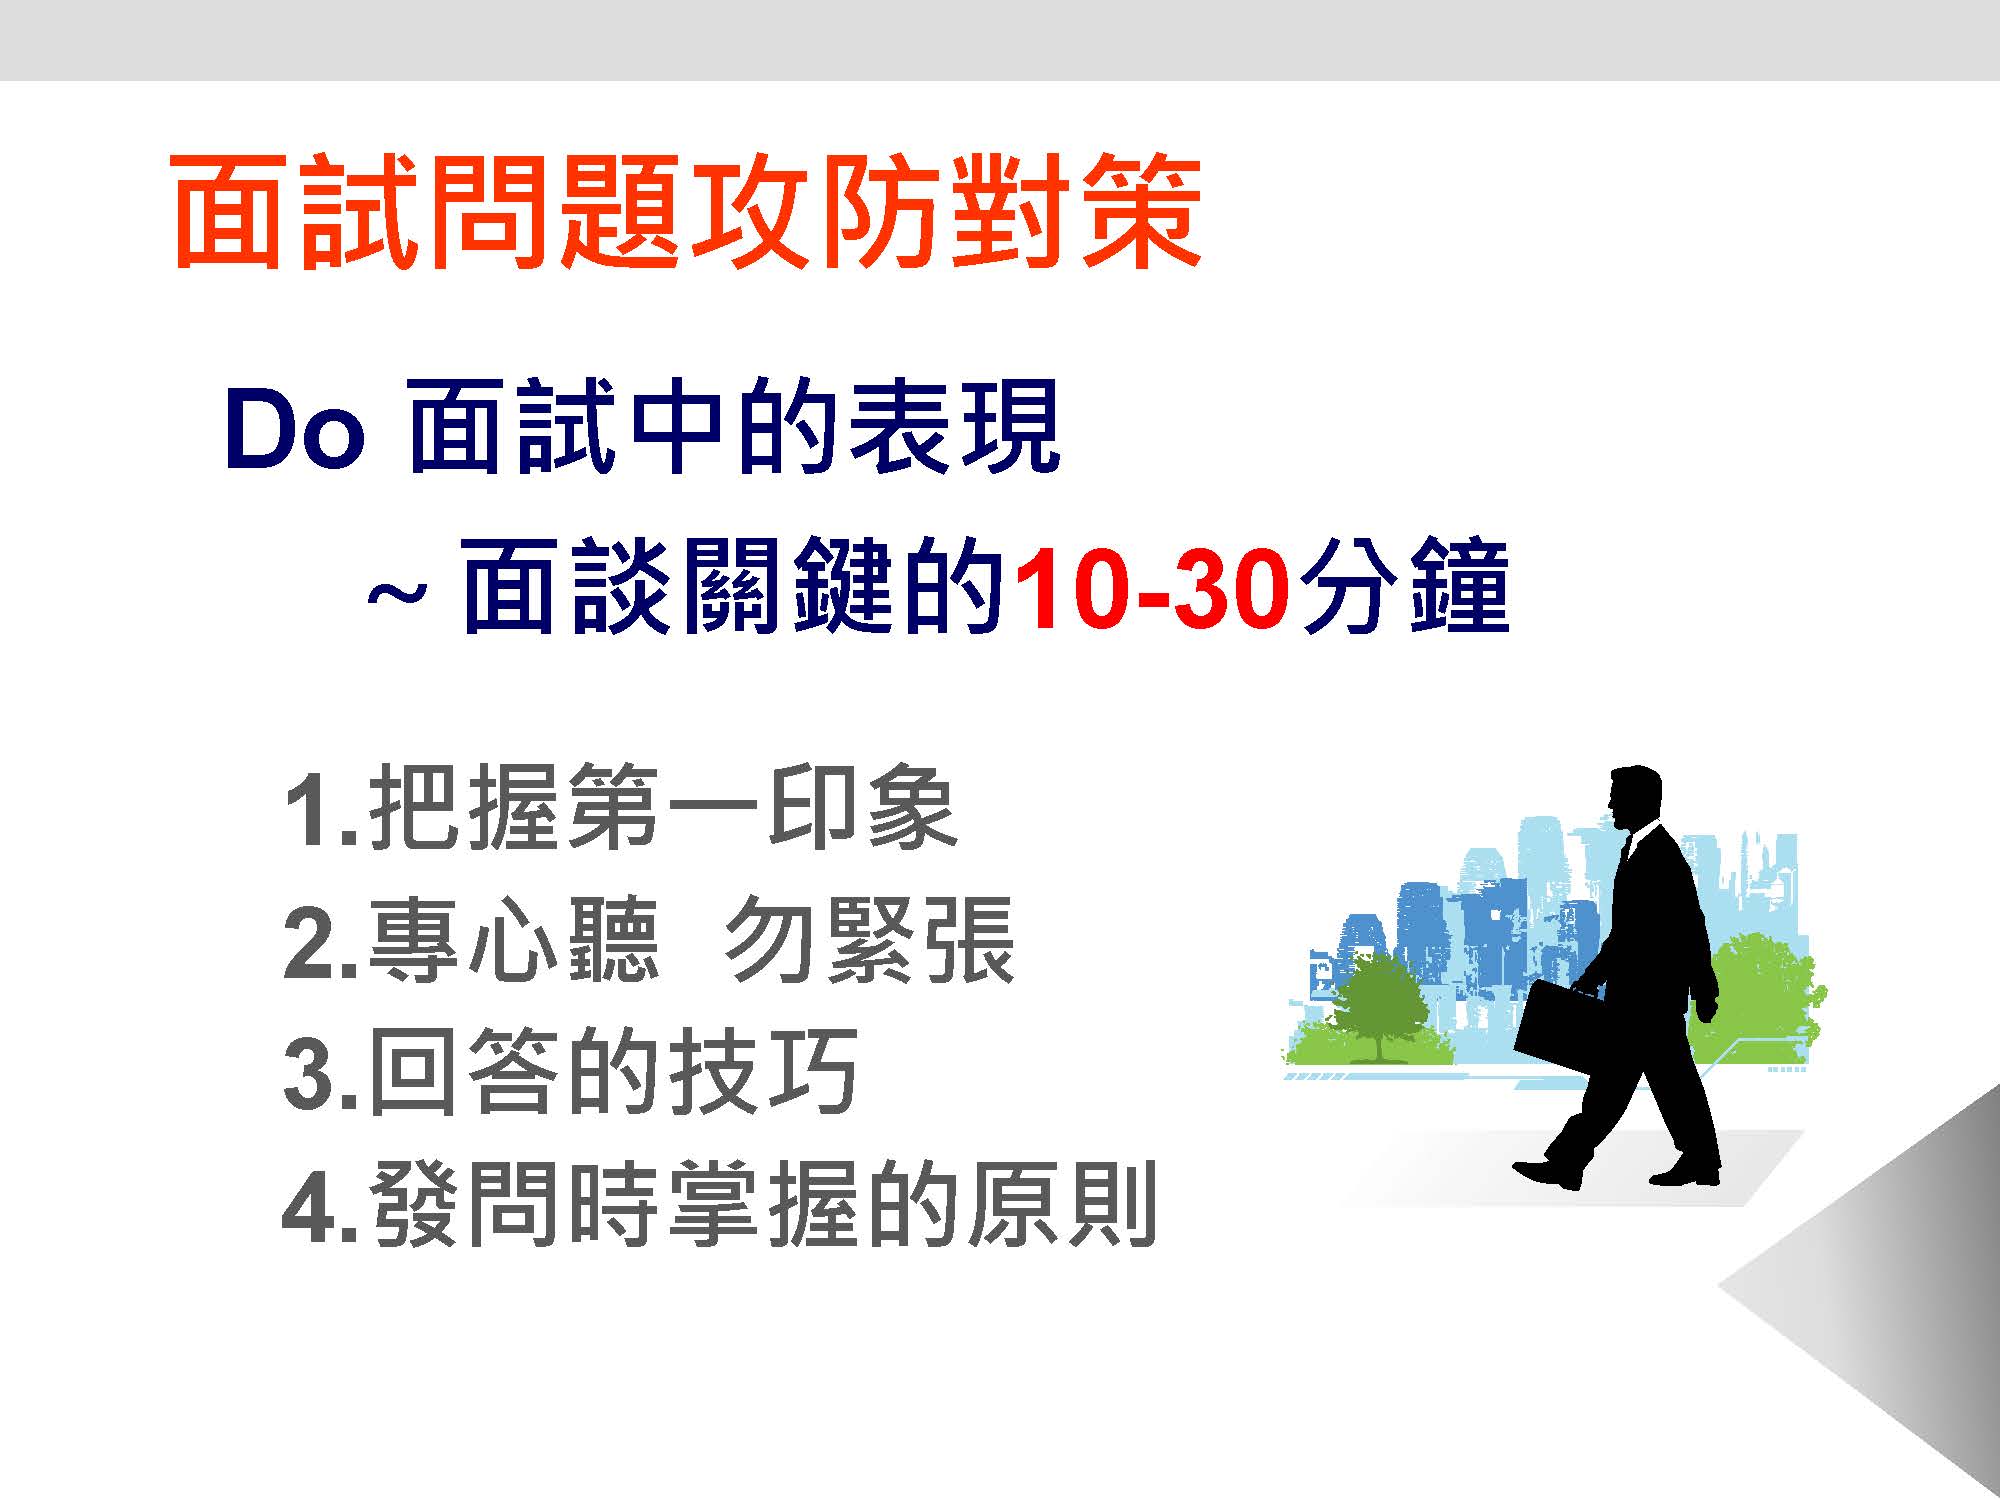 面試問題攻防對策
Do 面試中的表現
~ 面談關鍵的10-30分鐘
1.把握第一印象
2.專心聽 勿緊張
3.回答的技巧
4.發問時掌握的原則